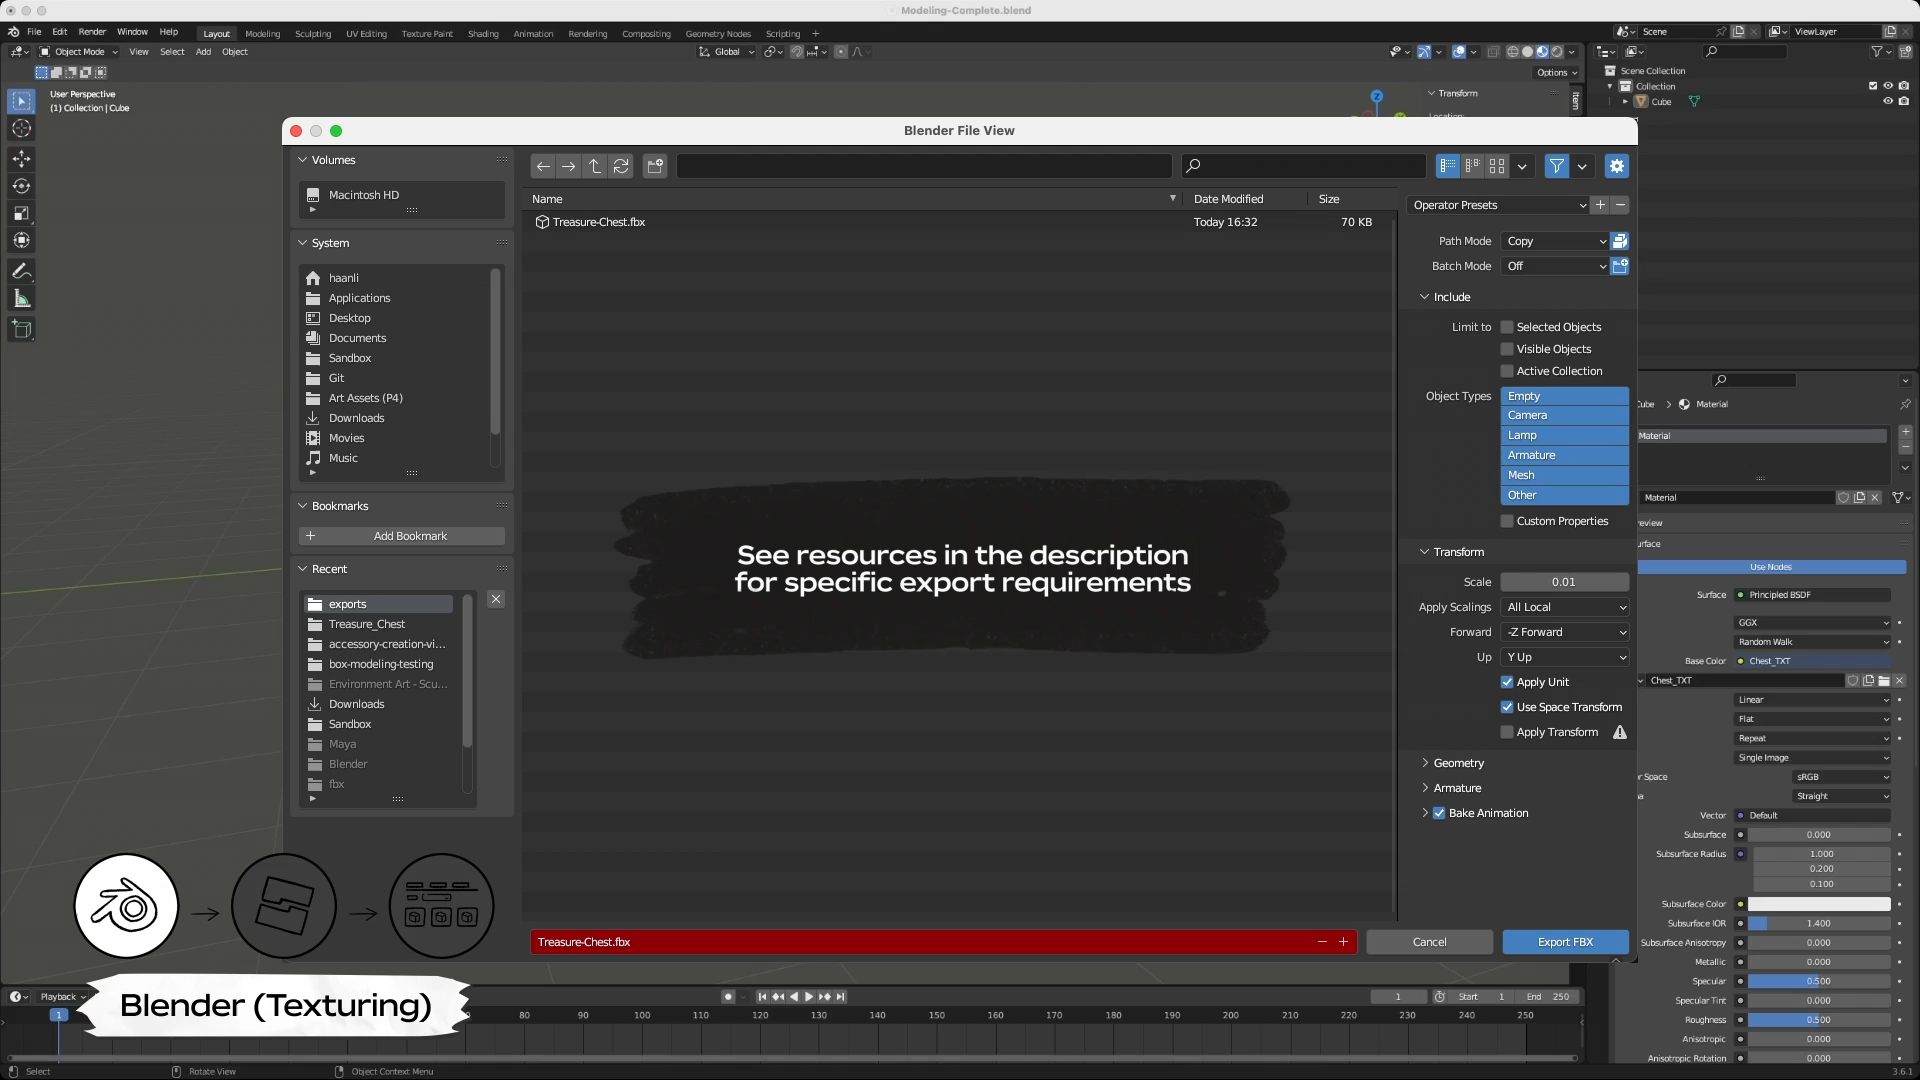 Modeling-Complete.blend
File Edit Render Window Help Layout Modeling Sculpting UV Editing Texture Paint Shading Animation Rendering Compositing Geometry Nodes Scripting + Scene ViewLayer
Object Mode View Select Add Object Global
Options
User Perspective
(1) Collection | Cube
Scene Collection
Collection
Cube
Transform
Item
Blender File View
Volumes
Macintosh HD
System
haanli
Applications
Desktop
Documents
Sandbox
Git
Art Assets (P4)
Downloads
Movies
Music
Bookmarks
Add Bookmark
Recent
exports
Treasure_Chest
accessory-creation-vi...
box-modeling-testing
Environment Art - Scu...
Downloads
Sandbox
Maya
Blender
fbx
Name Date Modified Size
Treasure-Chest.fbx Today 16:32 70 KB
See resources in the description
for specific export requirements
Treasure-Chest.fbx
Cancel
Export FBX
Operator Presets
Path Mode Copy
Batch Mode Off
Include
Limit to Selected Objects
Visible Objects
Active Collection
Object Types Empty
Camera
Lamp
Armature
Mesh
Other
Custom Properties
Transform
Scale 0.01
Apply Scalings All Local
Forward -Z Forward
Up Y Up
Apply Unit
Use Space Transform
Apply Transform
Geometry
Armature
Bake Animation
ube > Material
Material
Material
review
urface
Use Nodes
Surface Principled BSDF
GGX
Random Walk
Base Color Chest_TXT
Chest_TXT
Linear
Flat
Repeat
Single Image
r Space sRGB
a Straight
Vector Default
Subsurface 0.000
Subsurface Radius 1.000
0.200
0.100
Subsurface Color
Subsurface IOR 1.400
Subsurface Anisotropy 0.000
Metallic 0.000
Specular 0.500
Specular Tint 0.000
Roughness 0.500
Anisotropic 0.000
Anisotropic Rotation 0.000
Blender (Texturing)
Playback 1 Start 1 End 250
1 80 90 100 110 120 130 140 150 160 170 180 190 200 210 220 230 240 250
Select Rotate View Object Context Menu 3.6.1